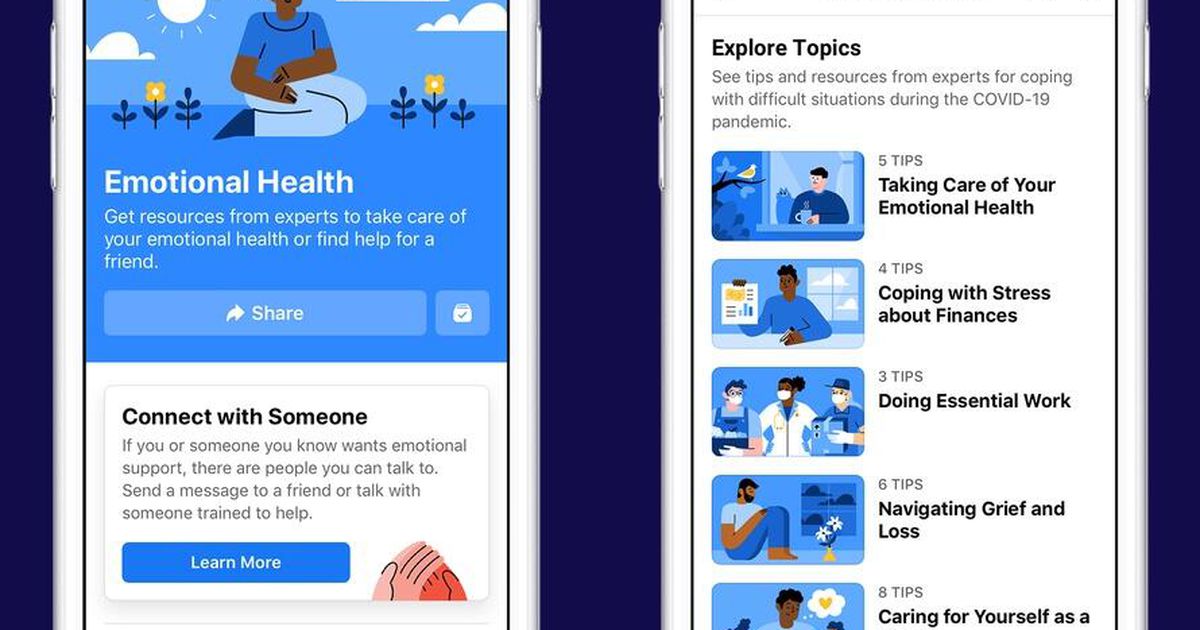 Emotional Health
Get resources from experts to take care of
your emotional health or find help for a
friend.
Share
Connect with Someone
If you or someone you know wants emotional
support, there are people you can talk to.
Send a message to a friend or talk with
someone trained to help.
Learn More
Explore Topics
See tips and resources from experts for coping
with difficult situations during the COVID-19
pandemic.
5 TIPS
Taking Care of Your
Emotional Health
4 TIPS
Coping with Stress
about Finances
3 TIPS
Doing Essential Work
6 TIPS
Navigating Grief and
Loss
8 TIPS
Caring for Yourself as a